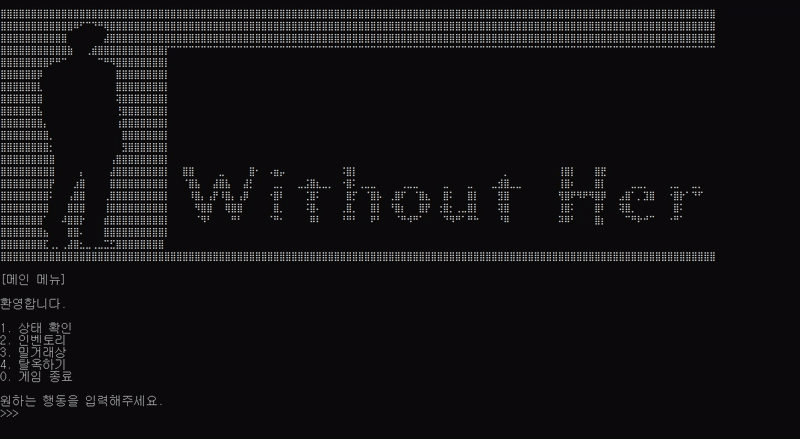 Without Her
[메인 메뉴]
환영합니다.
1. 상태 확인
2. 인벤토리
3. 밀거래상
4. 탈옥하기
0. 게임 종료
원하는 행동을 입력해주세요.
>>>